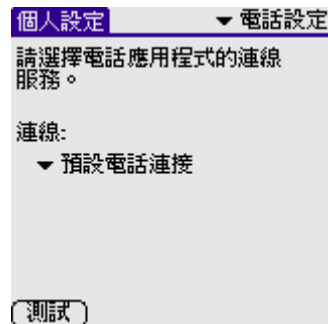 個人設定 電話設定
請選擇電話應用程式的連線
服務。
連線:
預設電話連接
測試